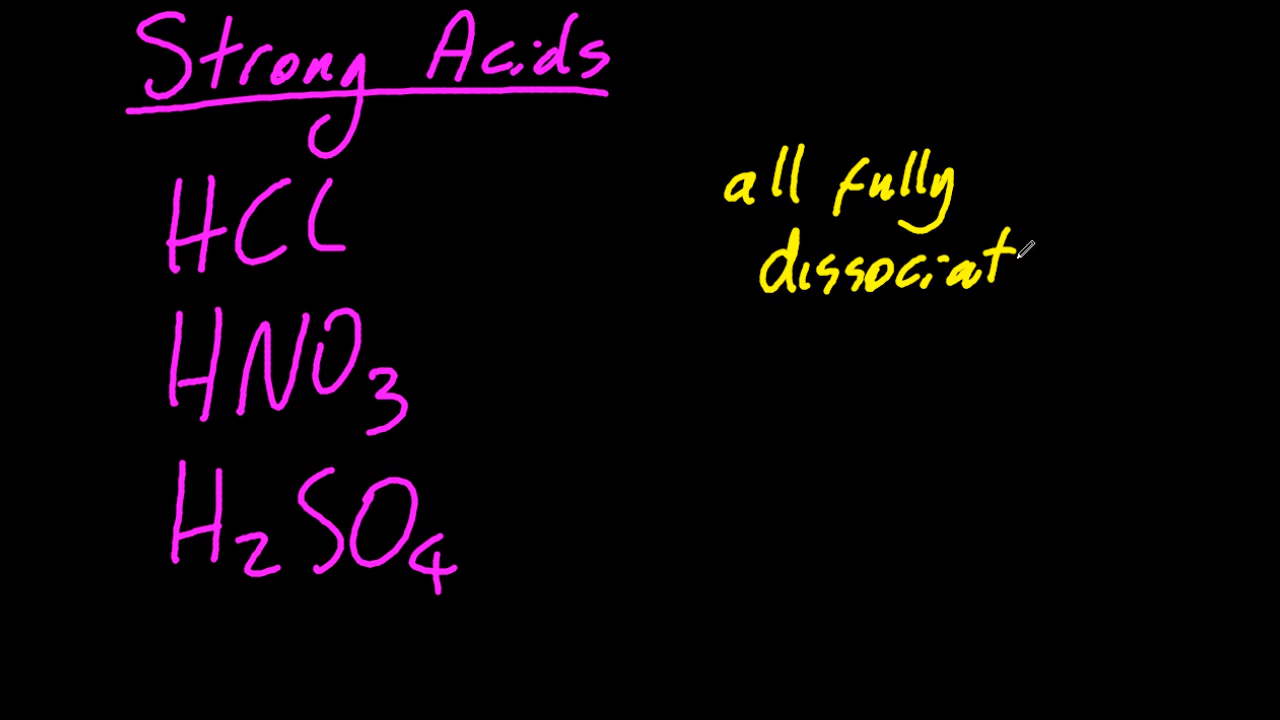 Strong Acids
all fully
dissociat
HCl
HNO₃
H₂SO₄